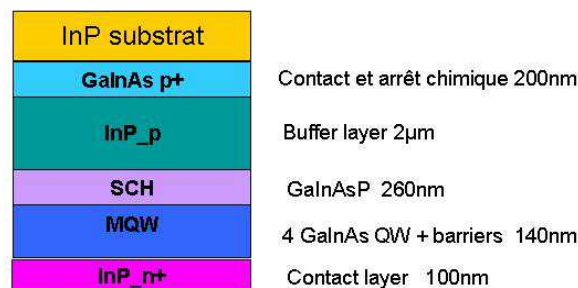 InP substrat
GaInAs p+ Contact et arrêt chimique 200nm
InP_p Buffer layer 2µm
SCH GaInAsP 260nm
MQW 4 GaInAs QW + barriers 140nm
InP_n+ Contact layer 100nm